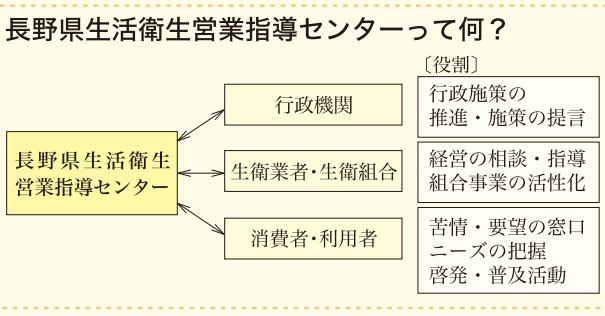 長野県生活衛生営業指導センターって何？
〔役割〕
長野県生活衛生
営業指導センター
行政機関
行政施策の
推進・施策の提言
生衛業者・生衛組合
経営の相談・指導
組合事業の活性化
消費者・利用者
苦情・要望の窓口
ニーズの把握
啓発・普及活動